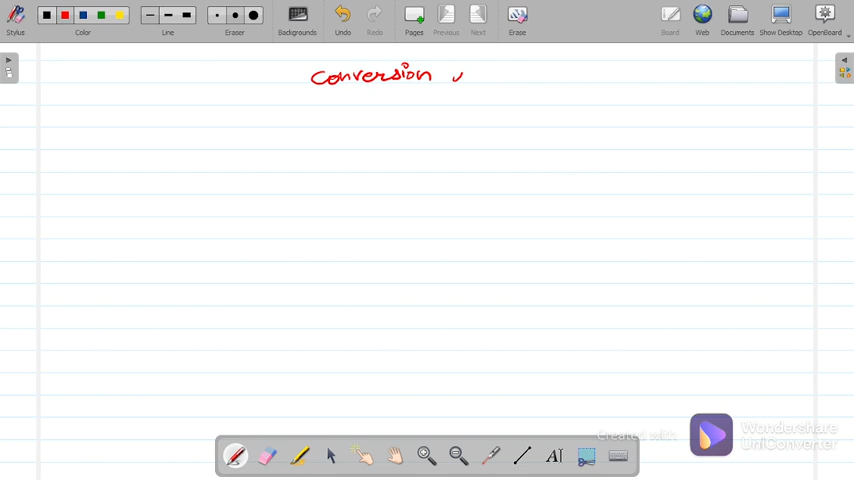 Stylus Color Line Eraser Backgrounds Undo Redo Pages Previous Next Erase Board Web Documents Show Desktop OpenBoard
conversion
Created with
Wondershare
UniConverter